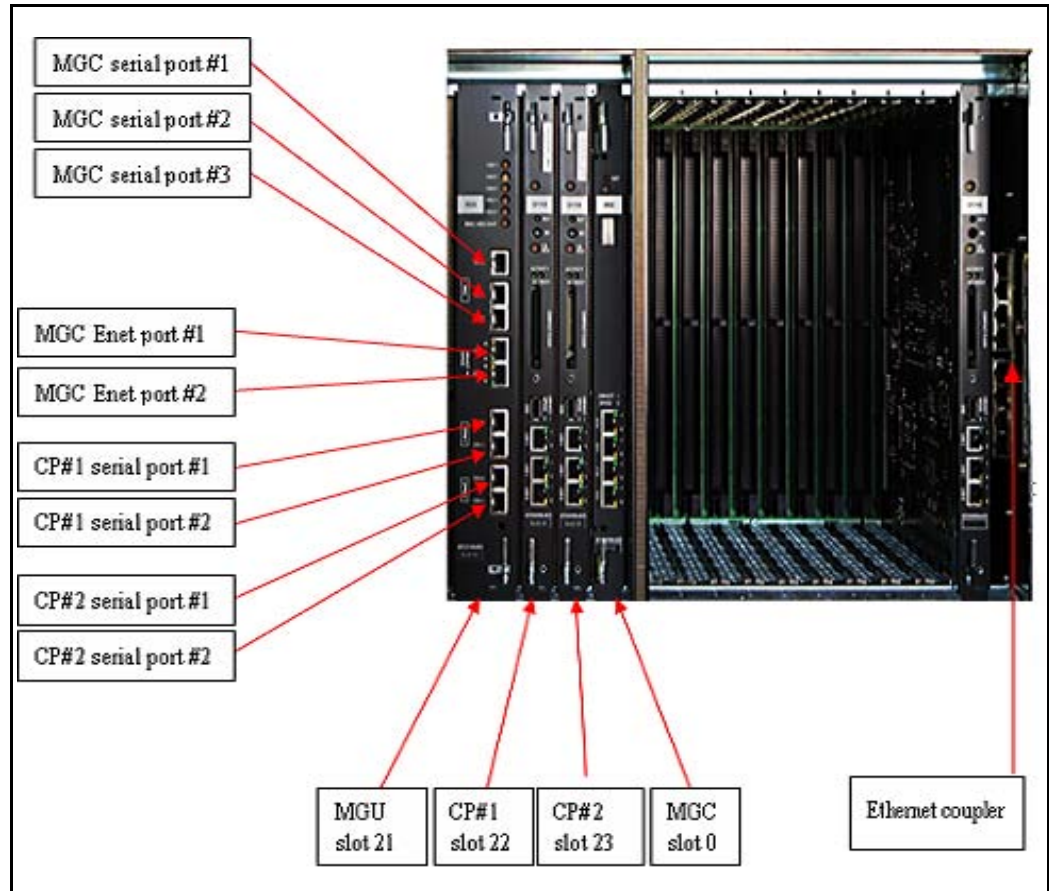 MGC serial port #1
MGC serial port #2
MGC serial port #3
MGC Enet port #1
MGC Enet port #2
CP#1 serial port #1
CP#1 serial port #2
CP#2 serial port #1
CP#2 serial port #2
MGU
slot 21
CP#1
slot 22
CP#2
slot 23
MGC
slot 0
Ethernet coupler